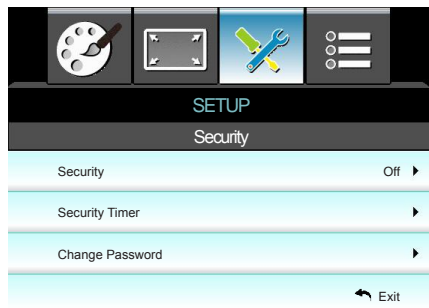 SETUP
Security
Security Off
Security Timer
Change Password
Exit